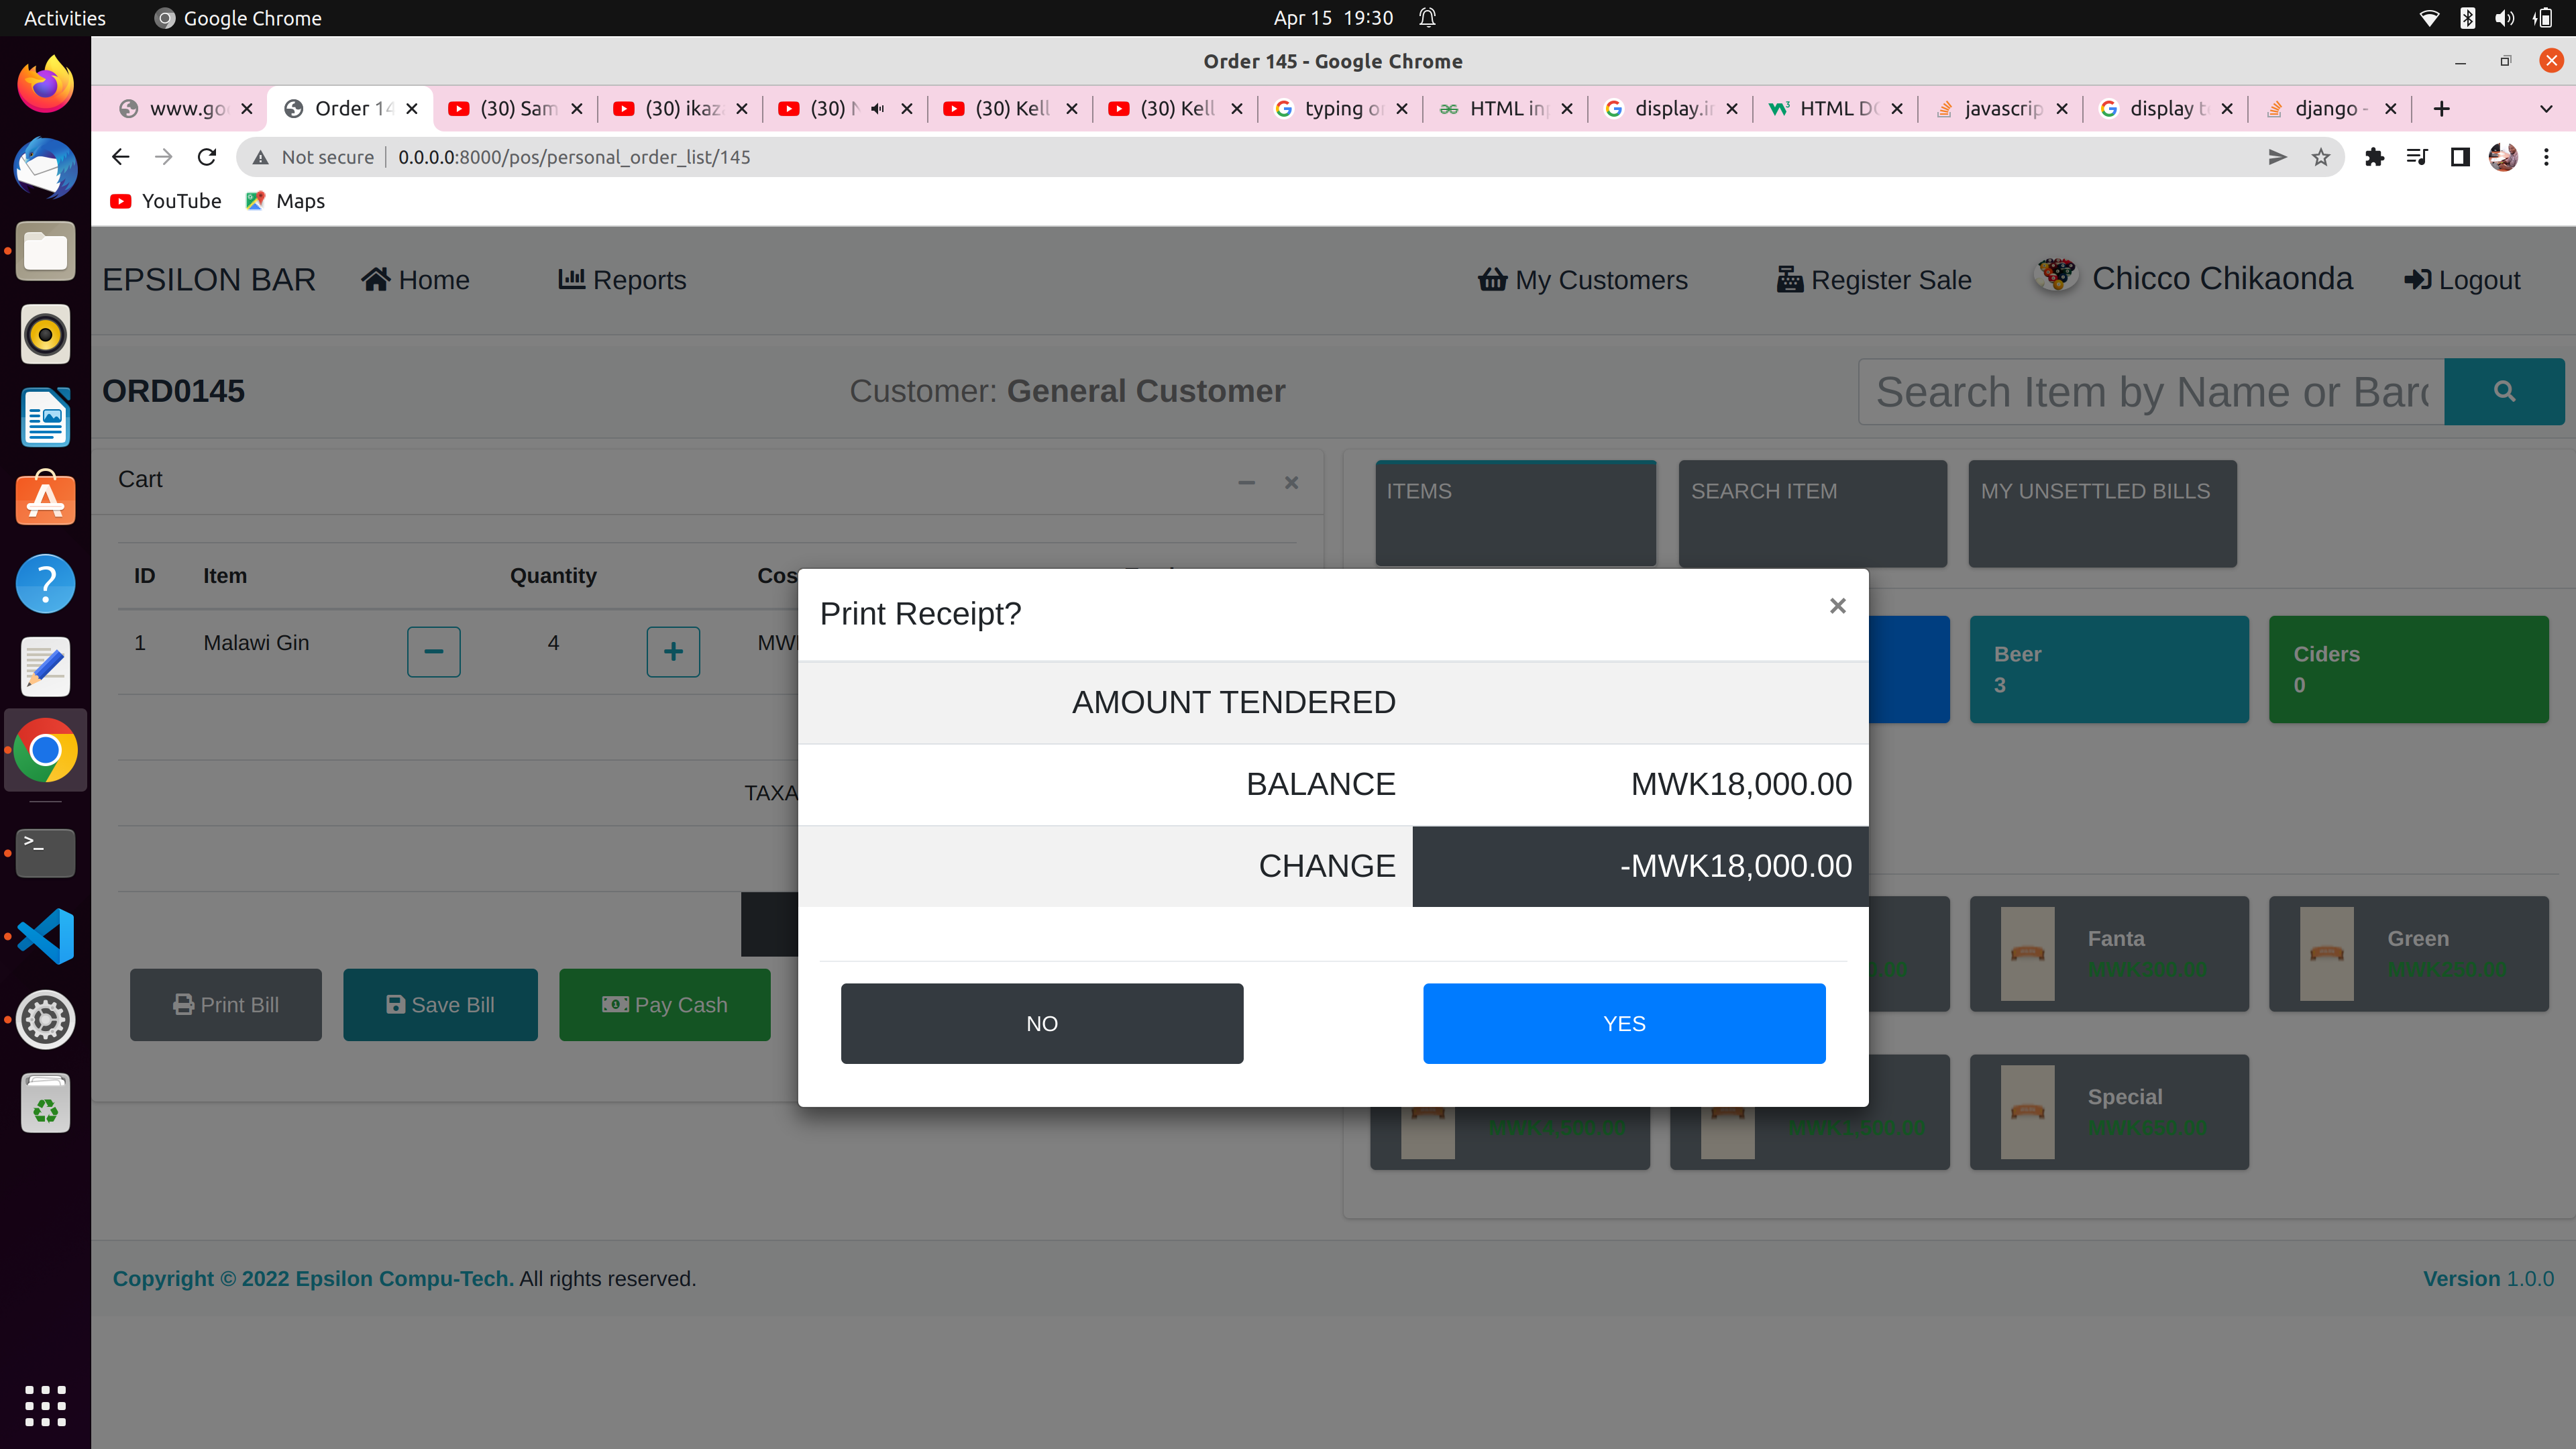 Activities
Google Chrome
Apr 15 19:30
Order 145 - Google Chrome
www.go
Order 14
(30) Sam
(30) ikaz
(30) N
(30) Kell
(30) Kell
typing o
HTML in
display.i
HTML D
javascrip
display t
django -
Not secure
0.0.0.0:8000/pos/personal_order_list/145
YouTube
Maps
EPSILON BAR
Home
Reports
My Customers
Register Sale
Chicco Chikaonda
Logout
ORD0145
Customer: General Customer
Search Item by Name or Barc
Cart
ITEMS
SEARCH ITEM
MY UNSETTLED BILLS
ID Item Quantity Cos
1 Malawi Gin 4 MW
TAXA
Print Bill
Save Bill
Pay Cash
Print Receipt?
AMOUNT TENDERED
BALANCE MWK18,000.00
CHANGE -MWK18,000.00
NO
YES
Beer
3
Ciders
0
Fanta
Green
Special
Copyright © 2022 Epsilon Compu-Tech. All rights reserved.
Version 1.0.0